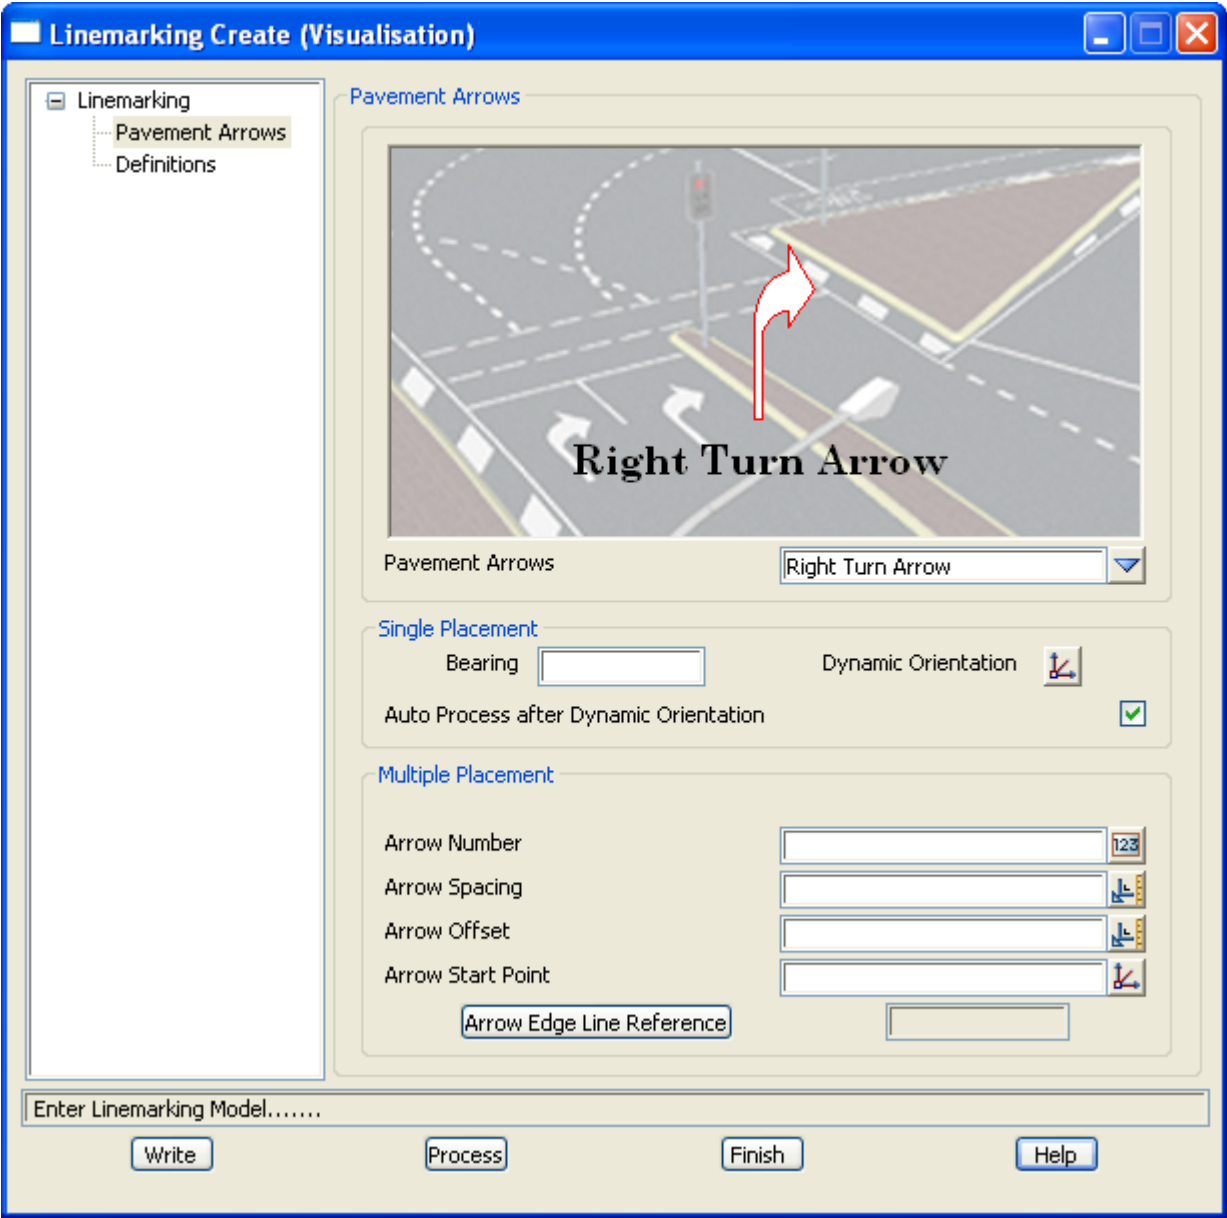 Linemarking Create (Visualisation)
Linemarking
Pavement Arrows
Definitions
Pavement Arrows
Right Turn Arrow
Pavement Arrows
Right Turn Arrow
Single Placement
Bearing
Dynamic Orientation
Auto Process after Dynamic Orientation
Multiple Placement
Arrow Number
123
Arrow Spacing
Arrow Offset
Arrow Start Point
Arrow Edge Line Reference
Enter Linemarking Model.......
Write
Process
Finish
Help